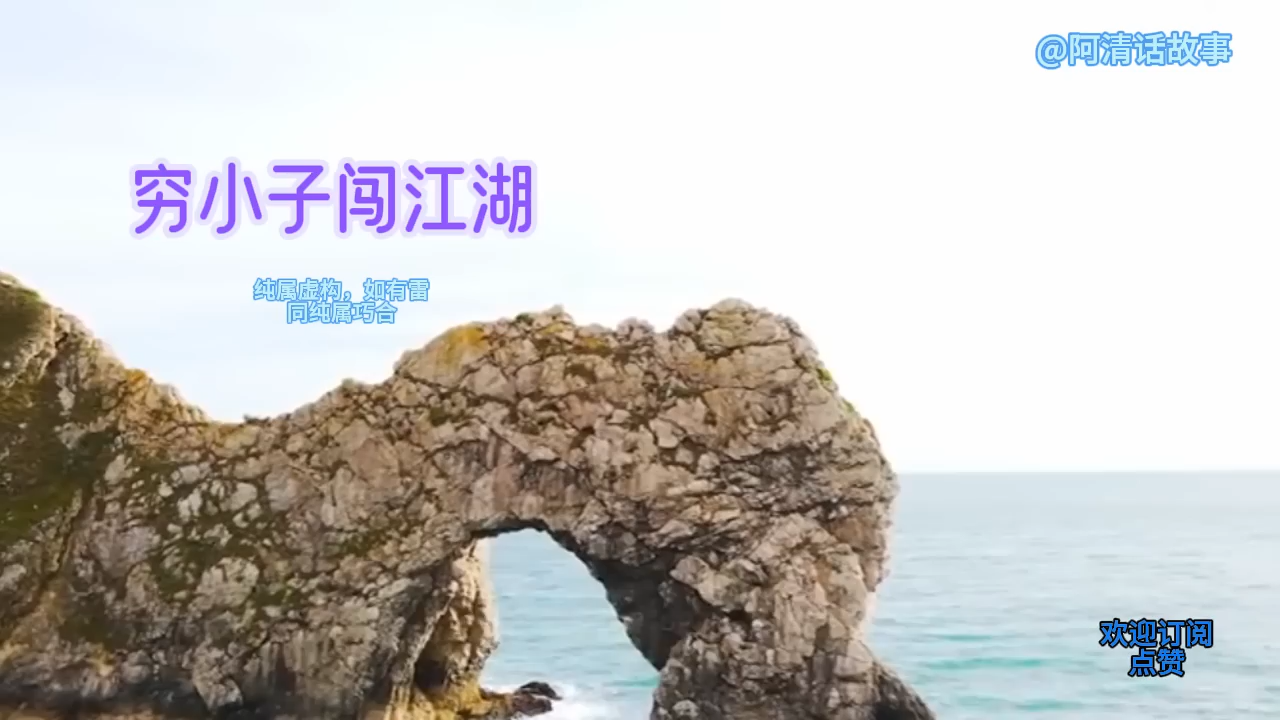 @阿清话故事
穷小子闯江湖
纯属虚构，如有雷
同纯属巧合
欢迎订阅
点赞